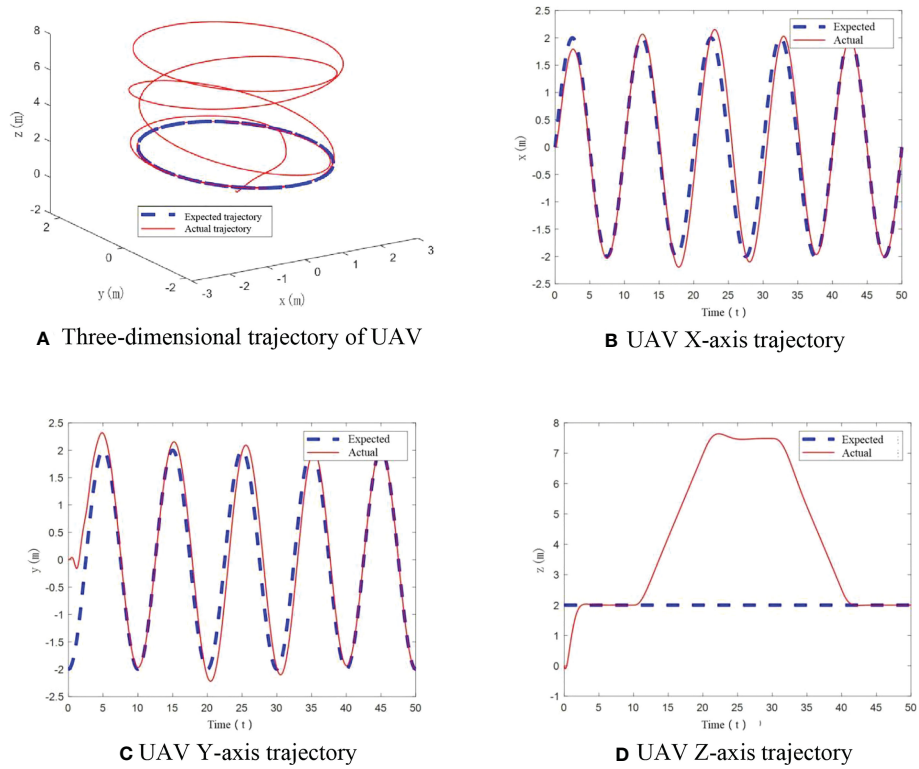 8
6
4
2
0
-2
z(m)
2
0
-2
y(m)
-3
-2
-1
0
1
2
3
x(m)
Expected trajectory
Actual trajectory
A Three-dimensional trajectory of UAV
2.5
2
1.5
1
0.5
0
-0.5
-1
-1.5
-2
-2.5
x(m)
0 5 10 15 20 25 30 35 40 45 50
Time(t)
Expected
Actual
B UAV X-axis trajectory
2.5
2
1.5
1
0.5
0
-0.5
-1
-1.5
-2
-2.5
y(m)
0 5 10 15 20 25 30 35 40 45 50
Time(t)
Expected
Actual
C UAV Y-axis trajectory
8
7
6
5
4
3
2
1
0
-1
z(m)
0 5 10 15 20 25 30 35 40 45 50
Time(t)
Expected
Actual
D UAV Z-axis trajectory